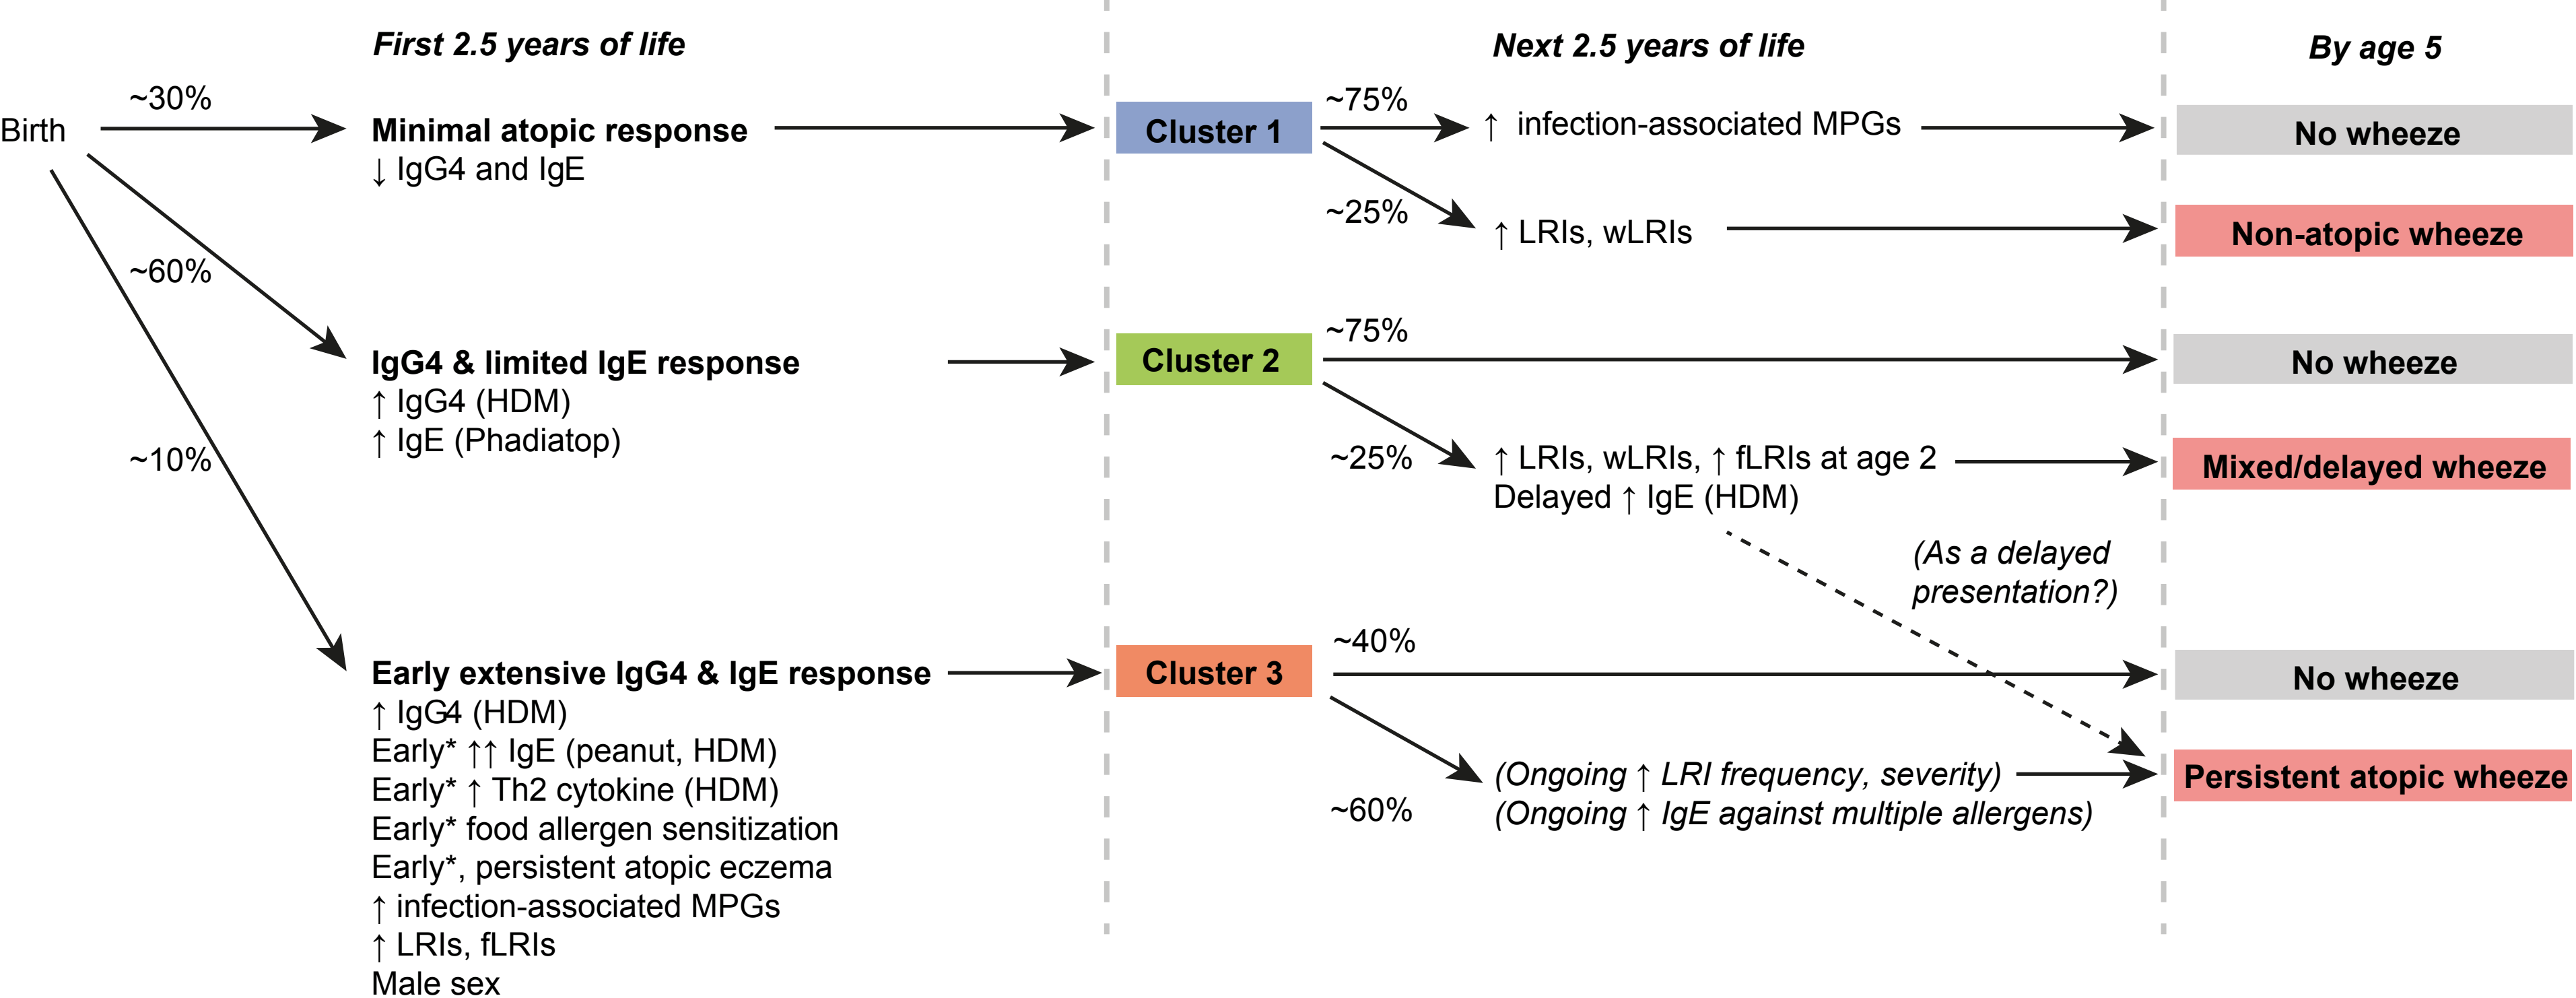 First 2.5 years of life
Next 2.5 years of life
By age 5
Birth
~30%
Minimal atopic response
↓ IgG4 and IgE
Cluster 1
~75%
↑ infection-associated MPGs
No wheeze
~25%
↑ LRIs, wLRIs
Non-atopic wheeze
~60%
IgG4 & limited IgE response
↑ IgG4 (HDM)
↑ IgE (Phadiatop)
Cluster 2
~75%
No wheeze
~25%
↑ LRIs, wLRIs, ↑ fLRIs at age 2
Delayed ↑ IgE (HDM)
Mixed/delayed wheeze
(As a delayed
presentation?)
~10%
Early extensive IgG4 & IgE response
↑ IgG4 (HDM)
Early* ↑↑ IgE (peanut, HDM)
Early* ↑ Th2 cytokine (HDM)
Early* food allergen sensitization
Early*, persistent atopic eczema
↑ infection-associated MPGs
↑ LRIs, fLRIs
Male sex
Cluster 3
~40%
No wheeze
~60%
(Ongoing ↑ LRI frequency, severity)
(Ongoing ↑ IgE against multiple allergens)
Persistent atopic wheeze